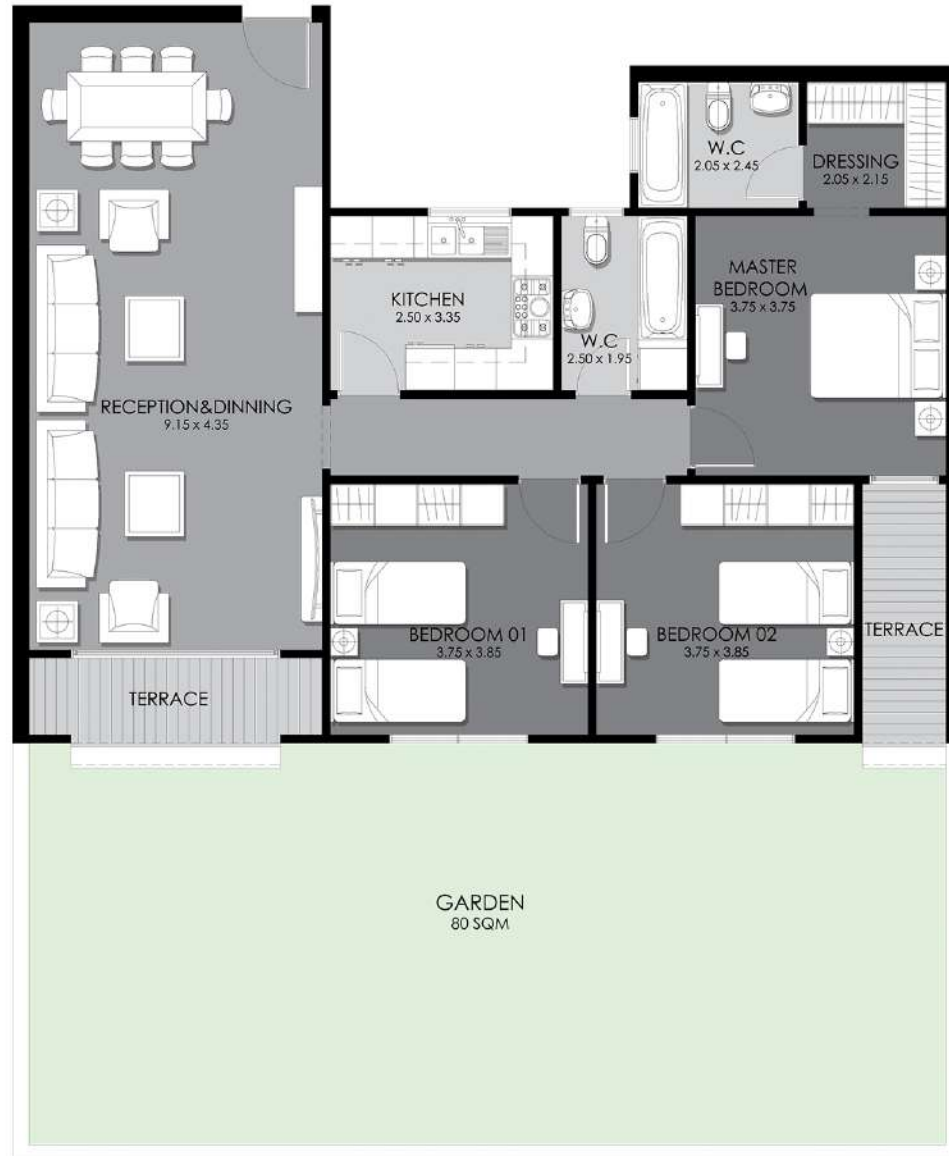 W.C
2.05 x 2.45
DRESSING
2.05 x 2.15
MASTER
BEDROOM
3.75 x 3.75
KITCHEN
2.50 x 3.35
W.C
2.50 x 1.95
RECEPTION&DINNING
9.15 x 4.35
BEDROOM 01
3.75 x 3.85
BEDROOM 02
3.75 x 3.85
TERRACE
TERRACE
GARDEN
80 SQM